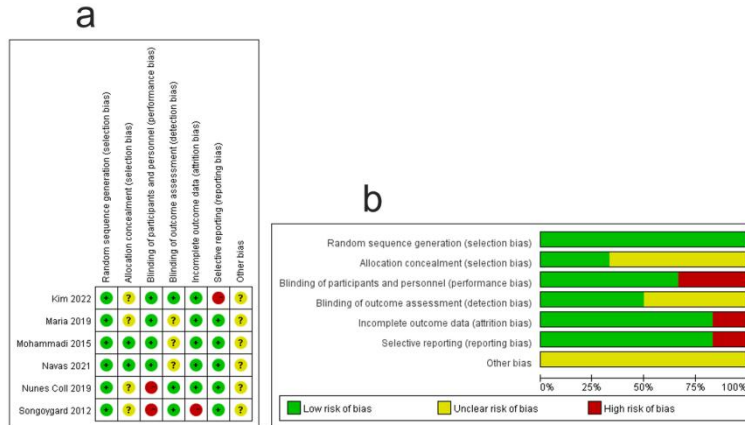 a
Random sequence generation (selection bias)
Allocation concealment (selection bias)
Blinding of participants and personnel (performance bias)
Blinding of outcome assessment (detection bias)
Incomplete outcome data (attrition bias)
Selective reporting (reporting bias)
Other bias
Kim 2022 + ? + + + - ?
Maria 2019 + ? + ? + + ?
Mohammadi 2015 + + + ? + + ?
Navas 2021 + + + ? + + ?
Nunes Coll 2019 + ? - + + + ?
Songoygard 2012 + ? - + - + ?
b
Random sequence generation (selection bias)
Allocation concealment (selection bias)
Blinding of participants and personnel (performance bias)
Blinding of outcome assessment (detection bias)
Incomplete outcome data (attrition bias)
Selective reporting (reporting bias)
Other bias
0% 25% 50% 75% 100%
Low risk of bias Unclear risk of bias High risk of bias